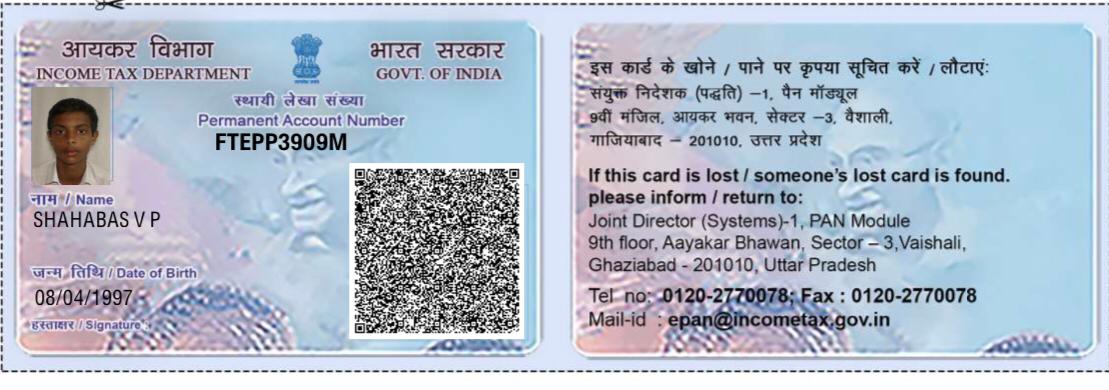 आयकर विभाग
INCOME TAX DEPARTMENT
भारत सरकार
GOVT. OF INDIA
स्थायी लेखा संख्या
Permanent Account Number
FTEPP3909M
नाम / Name
SHAHABAS V P
जन्म तिथि / Date of Birth
08/04/1997
हस्ताक्षर / Signature :
इस कार्ड के खोने / पाने पर कृपया सूचित करें / लौटाएं:
संयुक्त निदेशक (पद्धति) –1, पैन मॉड्यूल
9वीं मंजिल, आयकर भवन, सेक्टर –3, वैशाली,
गाजियाबाद – 201010, उत्तर प्रदेश
If this card is lost / someone's lost card is found.
please inform / return to:
Joint Director (Systems)-1, PAN Module
9th floor, Aayakar Bhawan, Sector – 3,Vaishali,
Ghaziabad - 201010, Uttar Pradesh
Tel no: 0120-2770078; Fax : 0120-2770078
Mail-id : epan@incometax.gov.in